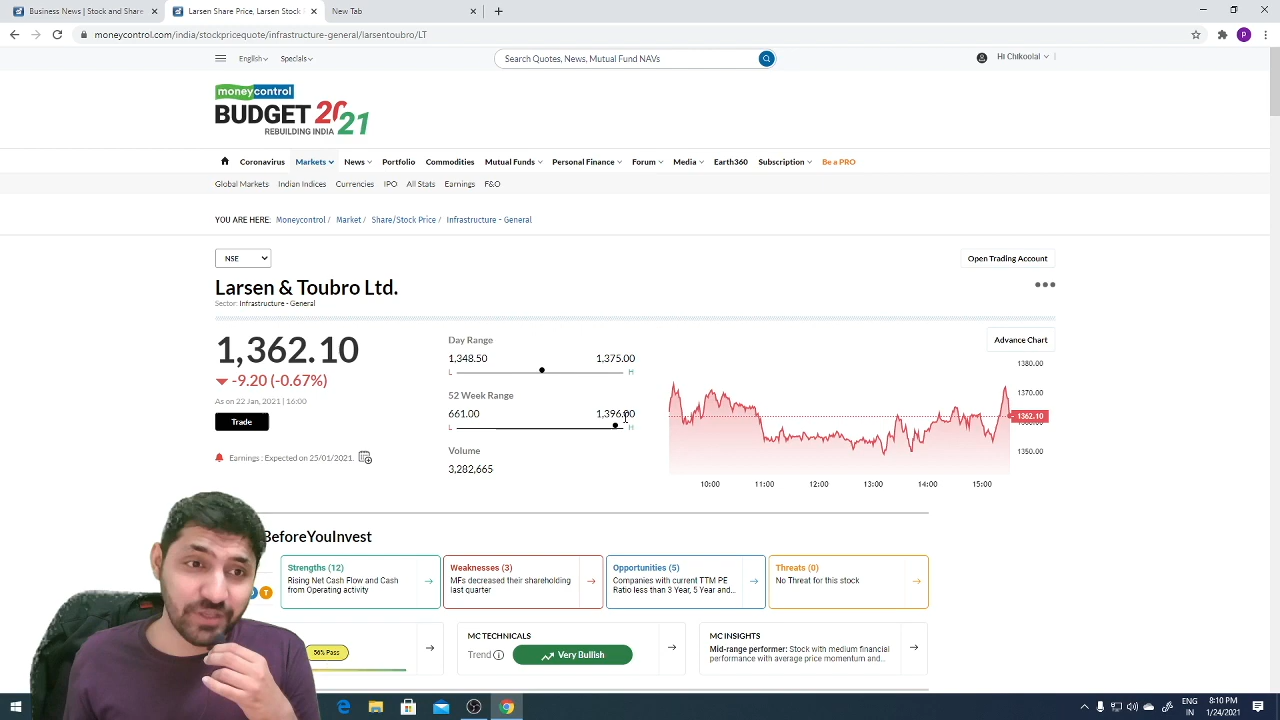 Business News | Stock and Share
Larsen Share Price, Larsen Stock
New Tab
moneycontrol.com/india/stockpricequote/infrastructure-general/larsentoubro/LT
P
English
Specials
Search Quotes, News, Mutual Fund NAVs
Hi Chikoolal
moneycontrol
BUDGET 2021
REBUILDING INDIA
Coronavirus
Markets
News
Portfolio
Commodities
Mutual Funds
Personal Finance
Forum
Media
Earth360
Subscription
Be a PRO
Global Markets
Indian Indices
Currencies
IPO
All Stats
Earnings
F&O
YOU ARE HERE: Moneycontrol / Market / Share/Stock Price / Infrastructure - General
NSE
Open Trading Account
Larsen & Toubro Ltd.
Sector: Infrastructure - General
1,362.10
-9.20 (-0.67%)
As on 22 Jan, 2021 | 16:00
Trade
Earnings : Expected on 25/01/2021.
Day Range
1,348.50 1,375.00
L H
52 Week Range
661.00 1,396.00
L H
Volume
3,282,665
Advance Chart
1380.00
1370.00
1362.10
1350.00
10:00 11:00 12:00 13:00 14:00 15:00
BeforeYouInvest
T
Strengths (12)
Rising Net Cash Flow and Cash
from Operating activity
Weaknesses (3)
MFs decreased their shareholding
last quarter
Opportunities (5)
Companies with current TTM PE
Ratio less than 3 Year, 5 Year and...
Threats (0)
No Threat for this stock
56% Pass
MC TECHNICALS
Trend
Very Bullish
MC INSIGHTS
Mid-range performer: Stock with medium financial
performance with average price momentum and...
ENG
IN
8:10 PM
1/24/2021